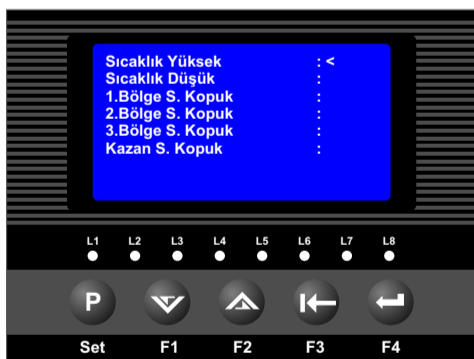 Sıcaklık Yüksek : <
Sıcaklık Düşük :
1.Bölge S. Kopuk :
2.Bölge S. Kopuk :
3.Bölge S. Kopuk :
Kazan S. Kopuk :
L1 L2 L3 L4 L5 L6 L7 L8
P
Set F1 F2 F3 F4